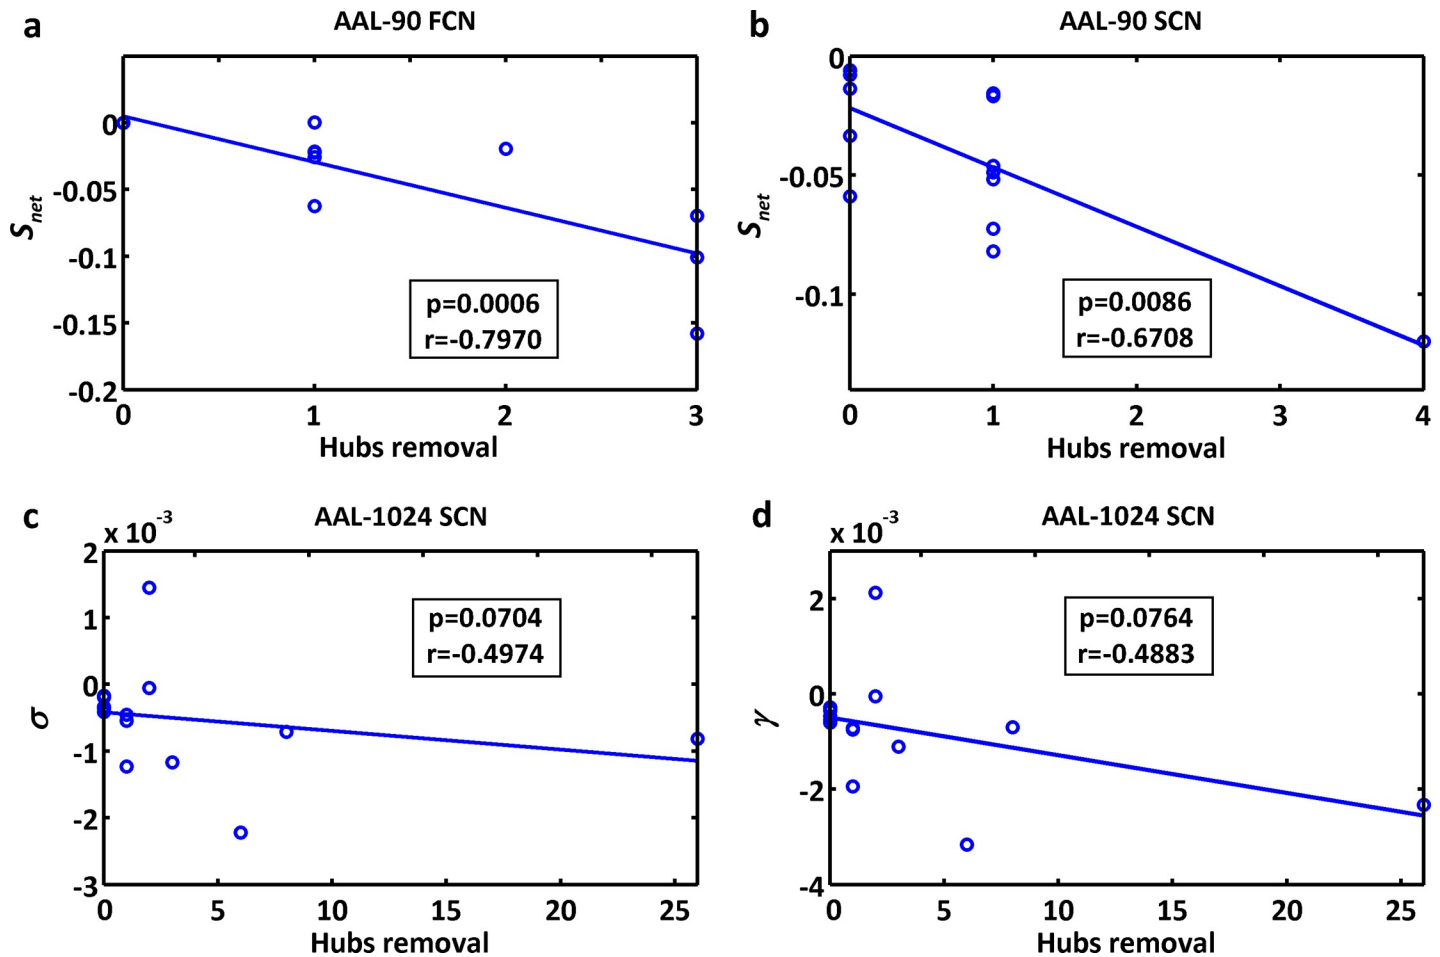 a
AAL-90 FCN
0
-0.05
-0.1
-0.15
-0.2
S_net
p=0.0006
r=-0.7970
0 1 2 3
Hubs removal
b
AAL-90 SCN
0
-0.05
-0.1
S_net
p=0.0086
r=-0.6708
0 1 2 3 4
Hubs removal
c
AAL-1024 SCN
x 10^-3
2
1
0
-1
-2
-3
σ
p=0.0704
r=-0.4974
0 5 10 15 20 25
Hubs removal
d
AAL-1024 SCN
x 10^-3
2
0
-2
-4
γ
p=0.0764
r=-0.4883
0 5 10 15 20 25
Hubs removal